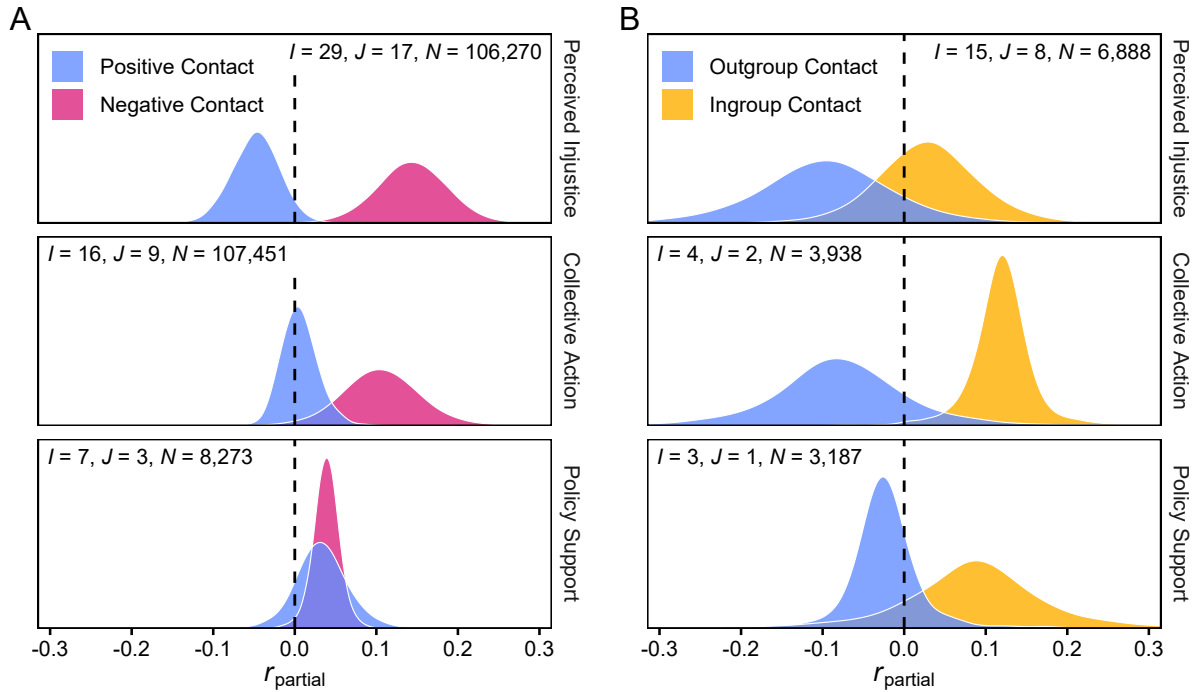 A
I = 29, J = 17, N = 106,270
Positive Contact
Negative Contact
Perceived Injustice
I = 16, J = 9, N = 107,451
Collective Action
I = 7, J = 3, N = 8,273
Policy Support
-0.3 -0.2 -0.1 0.0 0.1 0.2 0.3
rpartial
B
I = 15, J = 8, N = 6,888
Outgroup Contact
Ingroup Contact
Perceived Injustice
I = 4, J = 2, N = 3,938
Collective Action
I = 3, J = 1, N = 3,187
Policy Support
-0.3 -0.2 -0.1 0.0 0.1 0.2 0.3
rpartial